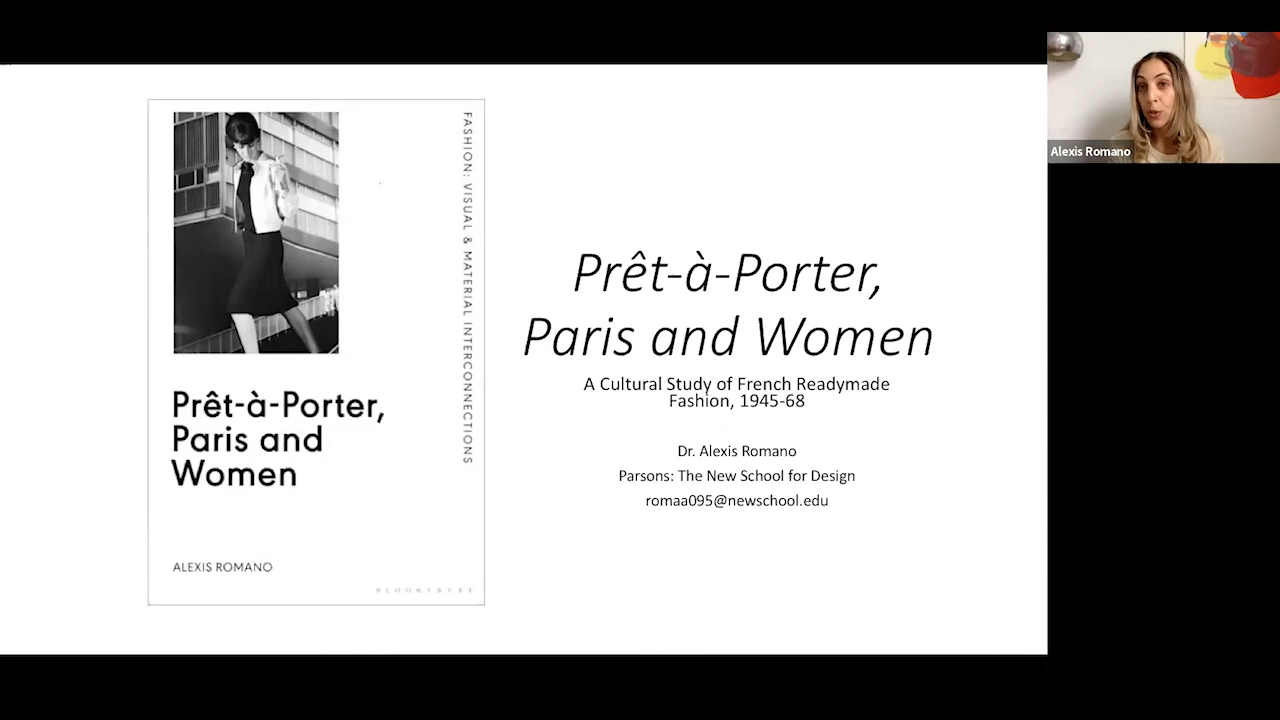 FASHION: VISUAL & MATERIAL INTERCONNECTIONS
Prêt-à-Porter,
Paris and
Women
ALEXIS ROMANO
BLOOMSBURY
Prêt-à-Porter,
Paris and Women
A Cultural Study of French Readymade
Fashion, 1945-68
Dr. Alexis Romano
Parsons: The New School for Design
romaa095@newschool.edu
Alexis Romano